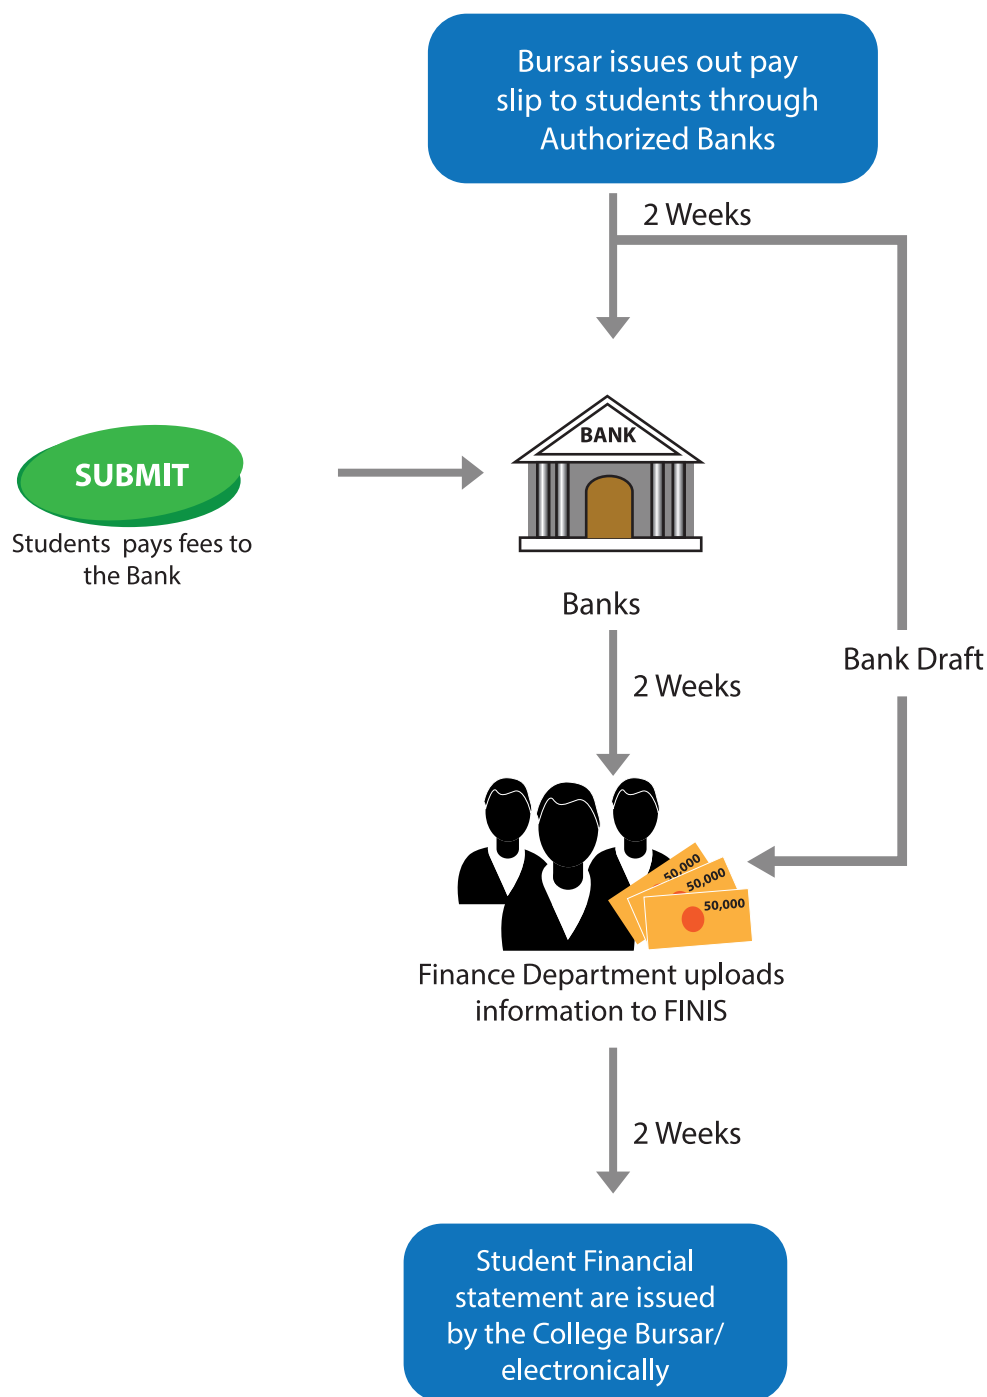 Bursar issues out pay
slip to students through
Authorized Banks
2 Weeks
BANK
SUBMIT
Students pays fees to
the Bank
Banks
2 Weeks
Bank Draft
50,000
50,000
50,000
Finance Department uploads
information to FINIS
2 Weeks
Student Financial
statement are issued
by the College Bursar/
electronically